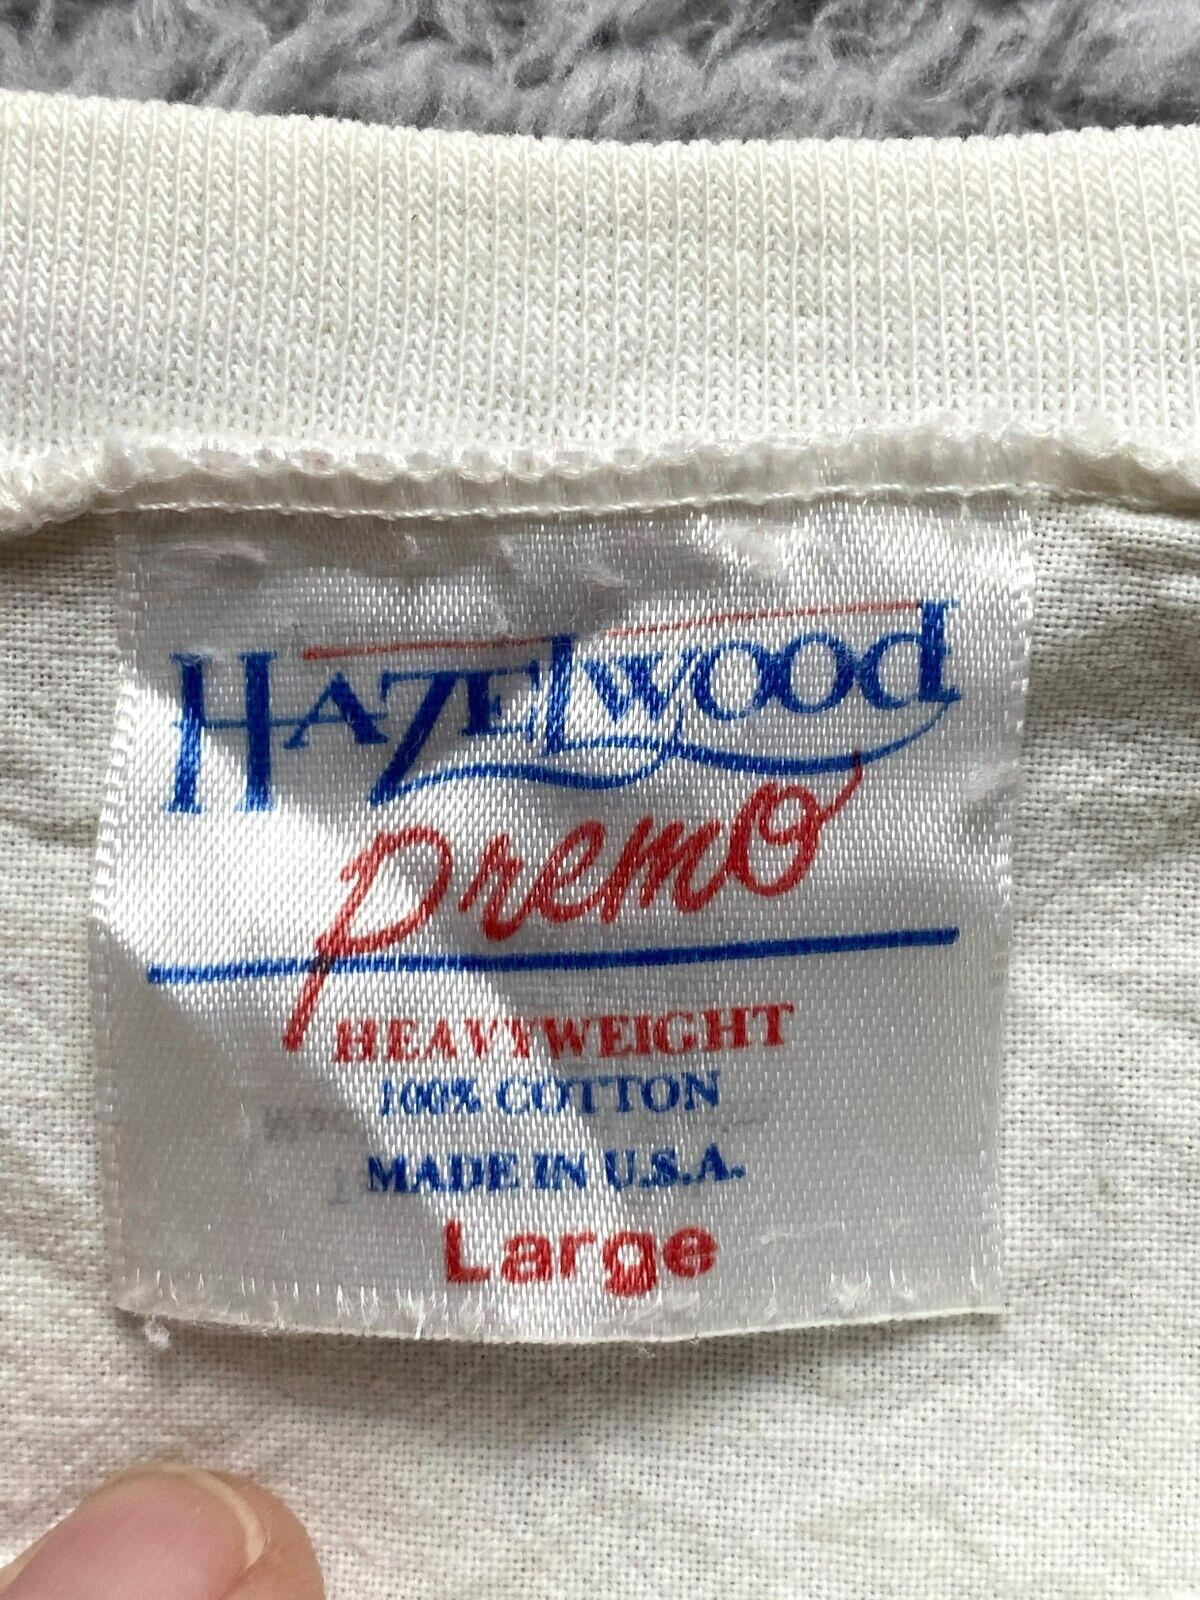 HAZElwood
Premo
HEAVYWEIGHT
100% COTTON
MADE IN U.S.A.
Large